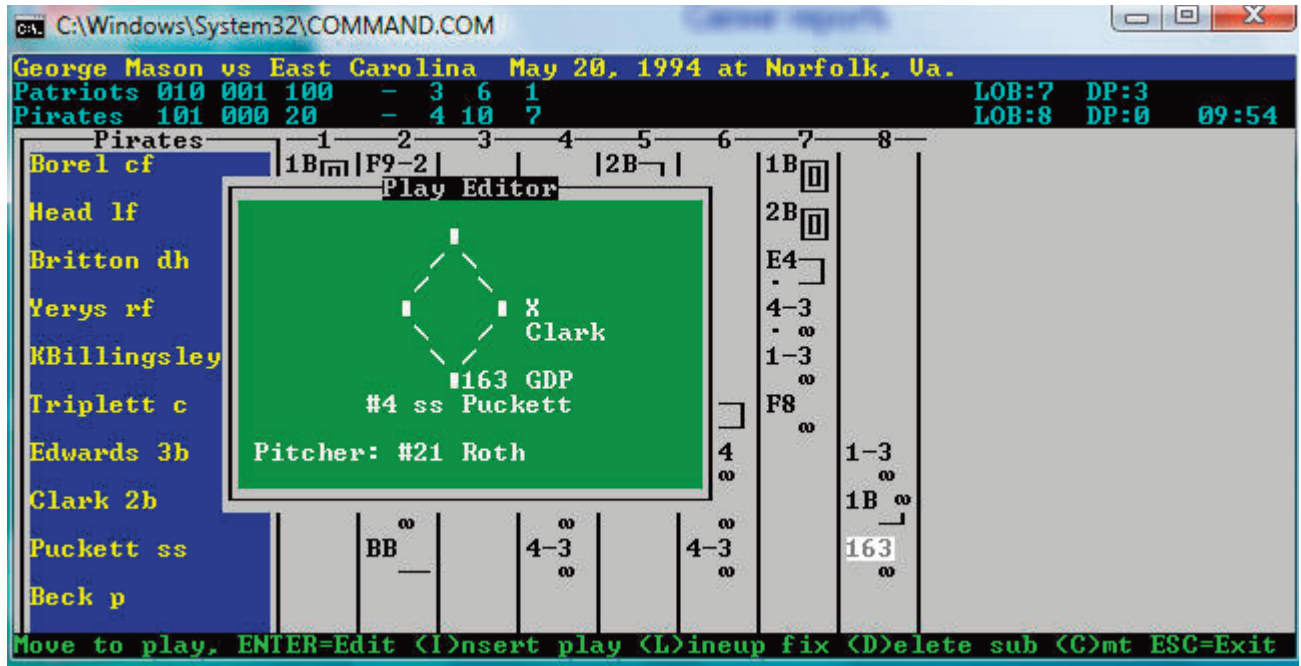 C:\Windows\System32\COMMAND.COM
George Mason vs East Carolina May 20, 1994 at Norfolk, Va.
Patriots 010 001 100 - 3 6 1 LOB:7 DP:3
Pirates 101 000 20 - 4 10 7 LOB:8 DP:0 09:54
Pirates 1 2 3 4 5 6 7 8
Borel cf 1B F9-2 2B 1B
Play Editor
Head lf 2B
Britton dh E4
Yerys rf X 4-3
Clark ∞
KBillingsley 1-3
163 GDP ∞
Triplett c #4 ss Puckett F8
∞
Edwards 3b Pitcher: #21 Roth 4 1-3
∞ ∞
Clark 2b 1B ∞
∞ ∞ ∞
Puckett ss BB 4-3 4-3 163
∞ ∞ ∞
Beck p
Move to play, ENTER=Edit (I)nsert play (L)ineup fix (D)elete sub (C)mt ESC=Exit